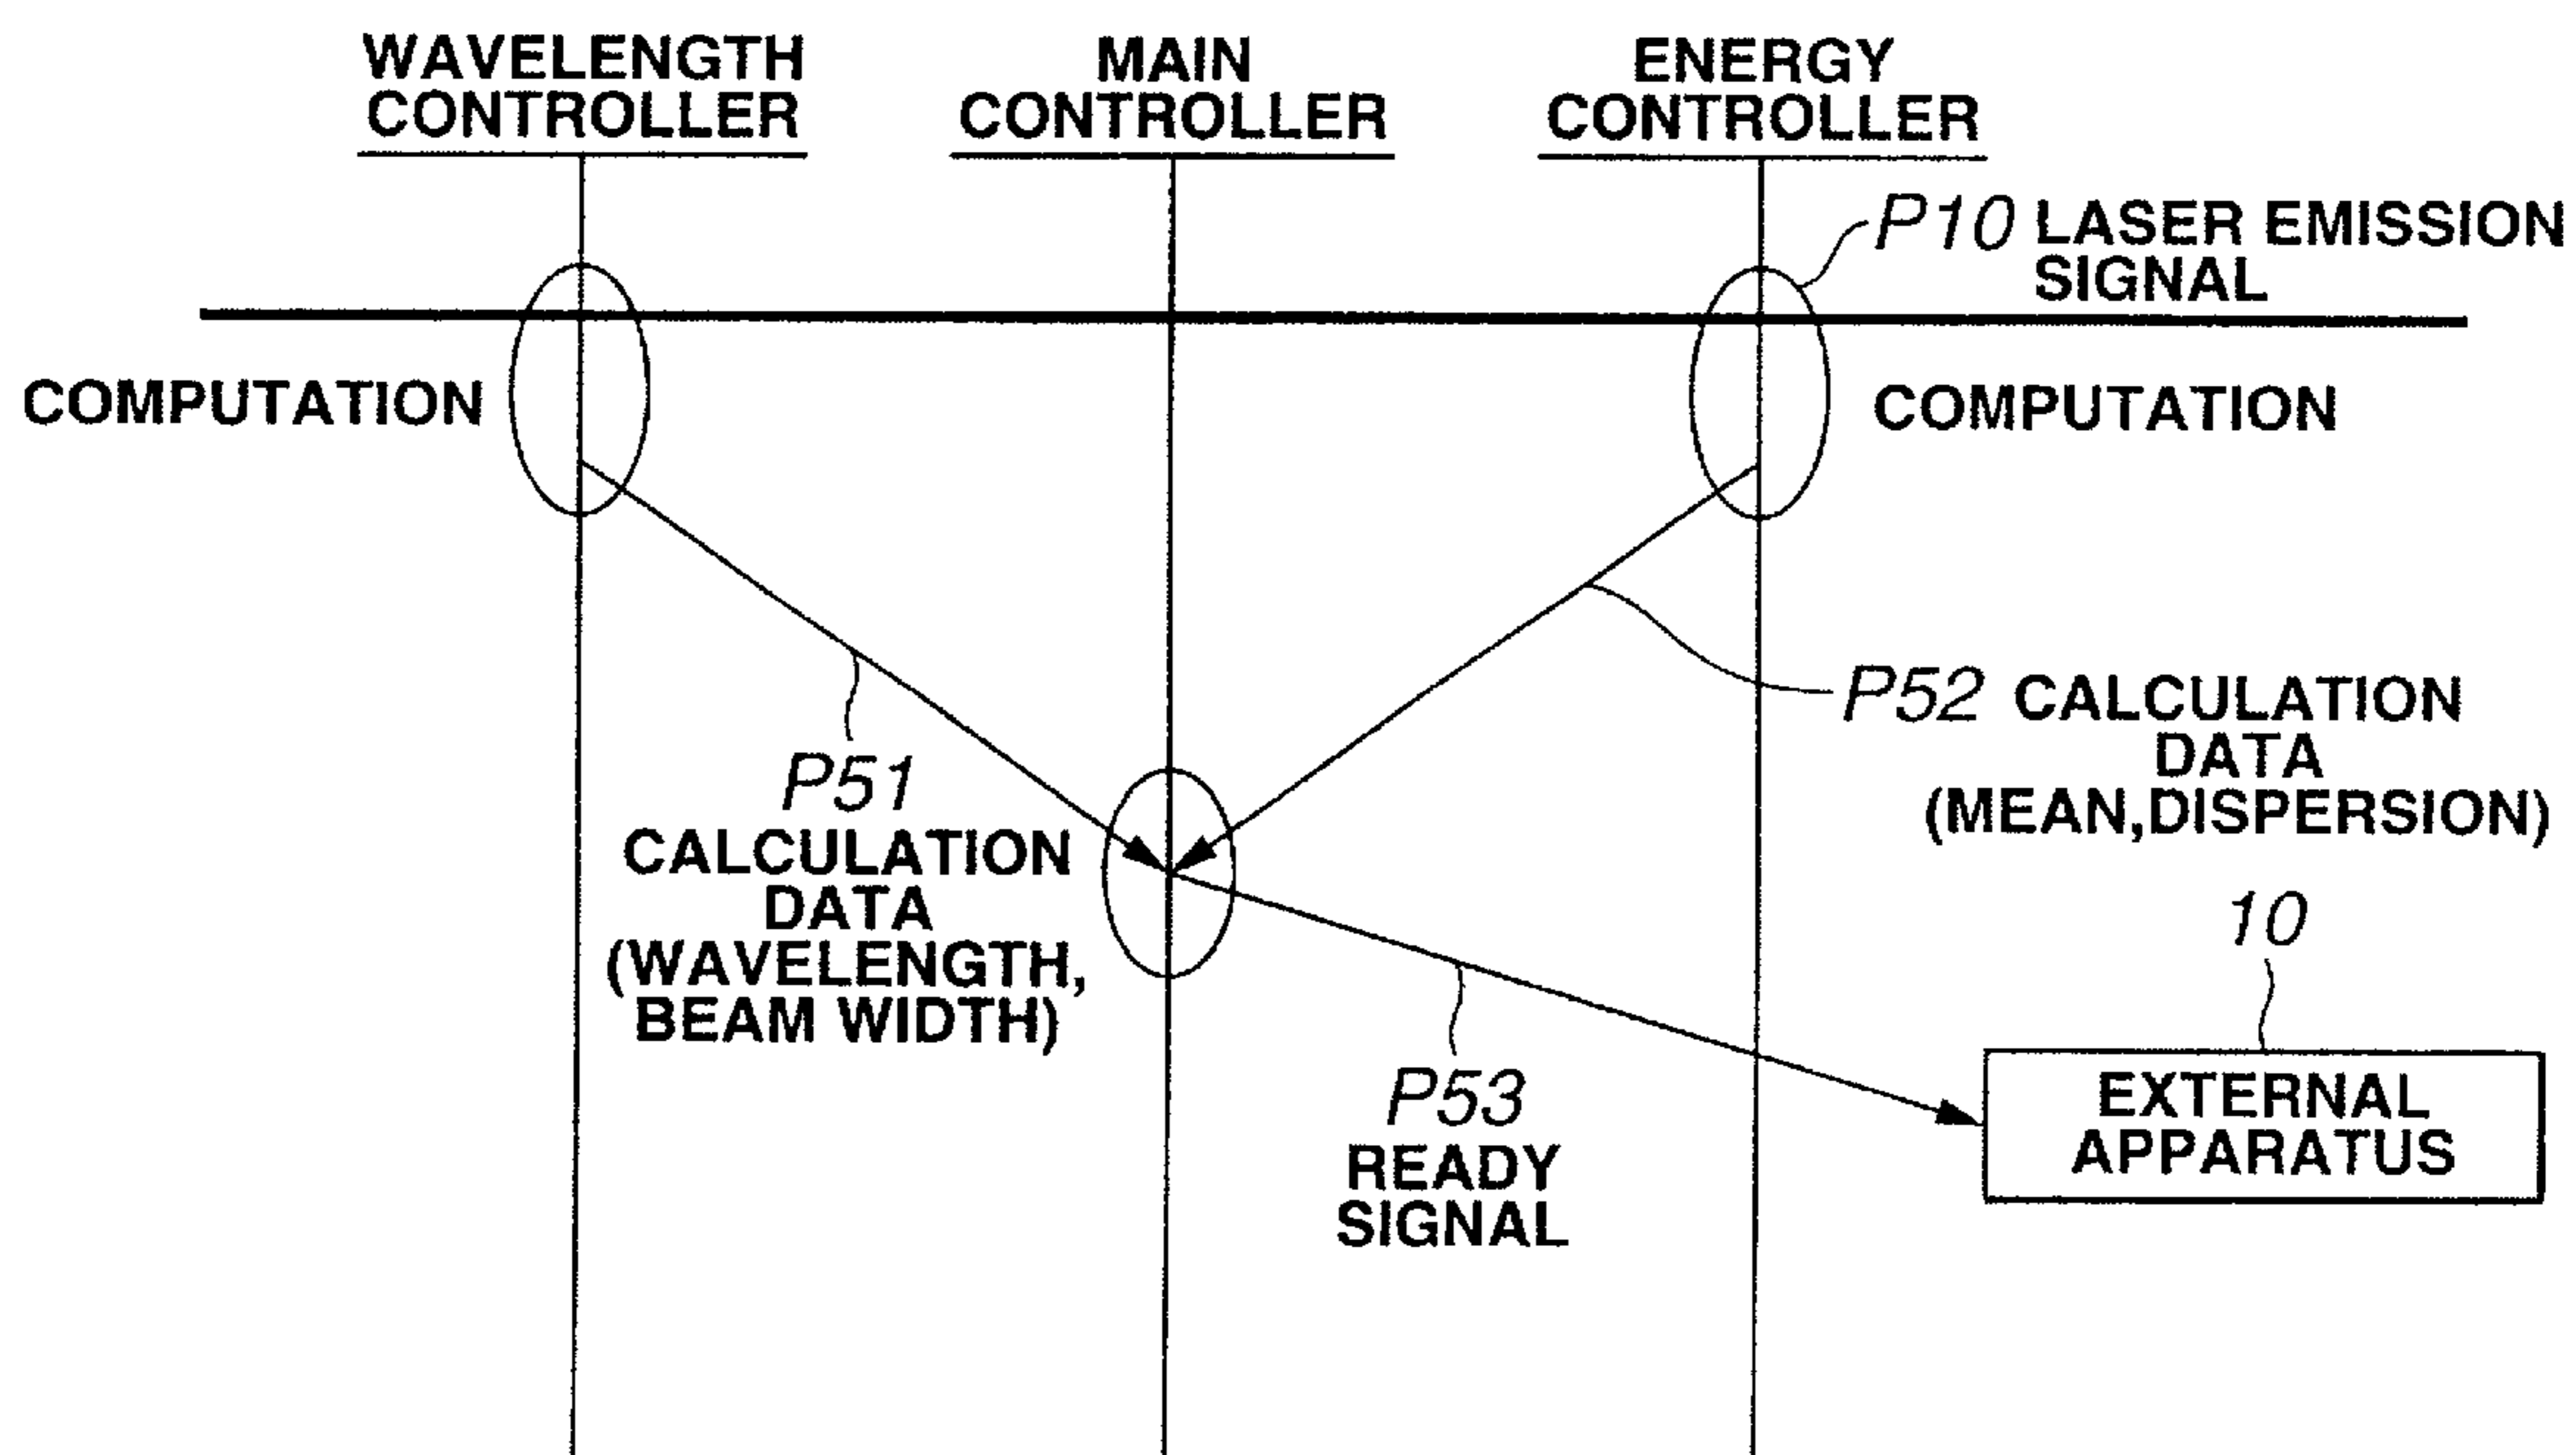 WAVELENGTH
CONTROLLER
MAIN
CONTROLLER
ENERGY
CONTROLLER
P10 LASER EMISSION
SIGNAL
COMPUTATION
COMPUTATION
P51
CALCULATION
DATA
(WAVELENGTH,
BEAM WIDTH)
P52 CALCULATION
DATA
(MEAN,DISPERSION)
10
EXTERNAL
APPARATUS
P53
READY
SIGNAL